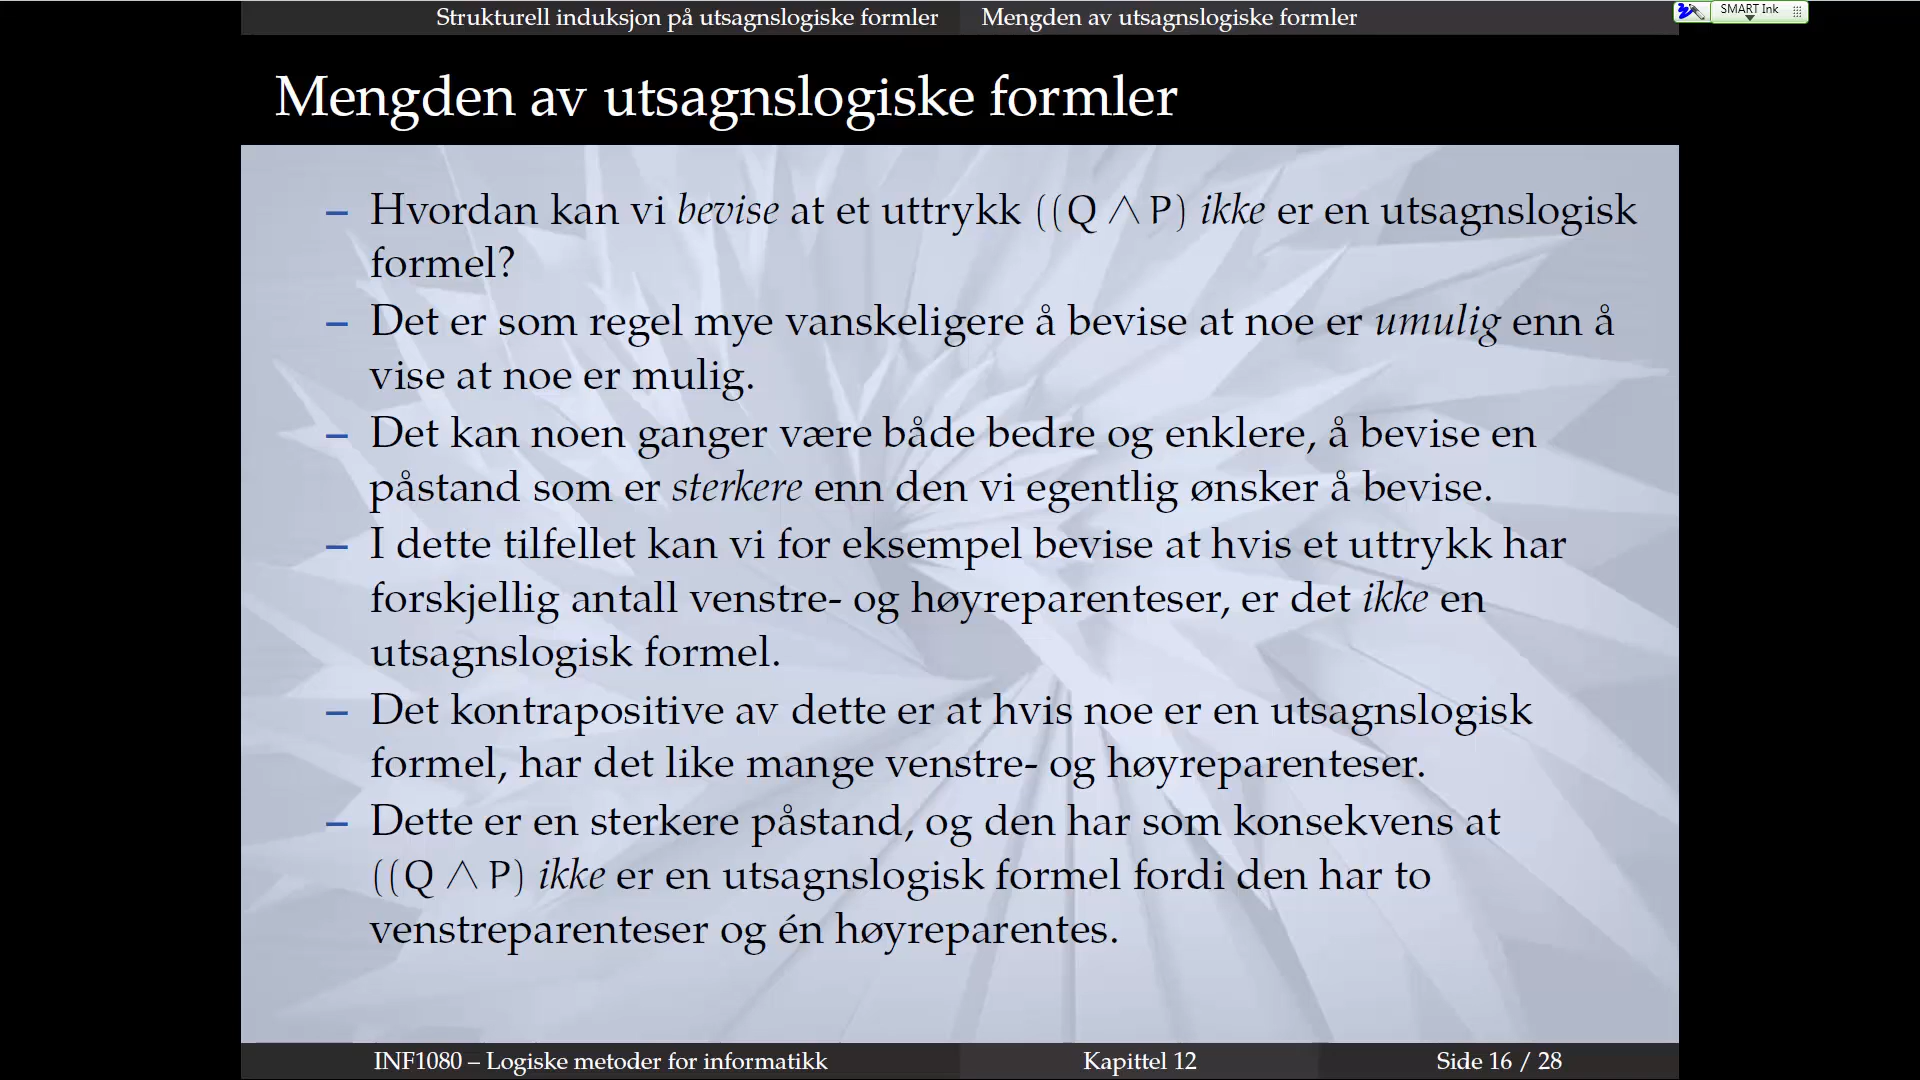 Strukturell induksjon på utsagnslogiske formler Mengden av utsagnslogiske formler
SMART Ink
Mengden av utsagnslogiske formler
– Hvordan kan vi bevise at et uttrykk ((Q ∧ P) ikke er en utsagnslogisk
formel?
– Det er som regel mye vanskeligere å bevise at noe er umulig enn å
vise at noe er mulig.
– Det kan noen ganger være både bedre og enklere, å bevise en
påstand som er sterkere enn den vi egentlig ønsker å bevise.
– I dette tilfellet kan vi for eksempel bevise at hvis et uttrykk har
forskjellig antall venstre- og høyreparenteser, er det ikke en
utsagnslogisk formel.
– Det kontrapositive av dette er at hvis noe er en utsagnslogisk
formel, har det like mange venstre- og høyreparenteser.
– Dette er en sterkere påstand, og den har som konsekvens at
((Q ∧ P) ikke er en utsagnslogisk formel fordi den har to
venstreparenteser og én høyreparentes.
INF1080 – Logiske metoder for informatikk Kapittel 12 Side 16 / 28